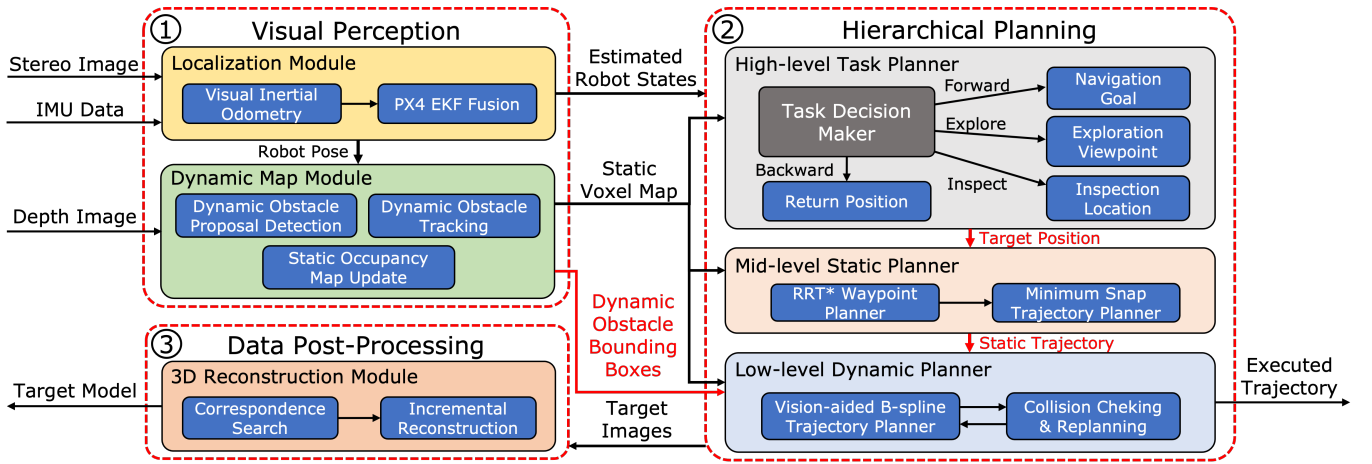 ① Visual Perception
Stereo Image
IMU Data
Depth Image
Localization Module
Visual Inertial
Odometry
PX4 EKF Fusion
Robot Pose
Dynamic Map Module
Dynamic Obstacle
Proposal Detection
Dynamic Obstacle
Tracking
Static Occupancy
Map Update
Estimated
Robot States
Static
Voxel Map
Dynamic
Obstacle
Bounding
Boxes
Target
Images
② Hierarchical Planning
High-level Task Planner
Task Decision
Maker
Forward
Explore
Inspect
Backward
Navigation
Goal
Exploration
Viewpoint
Inspection
Location
Return Position
Target Position
Mid-level Static Planner
RRT* Waypoint
Planner
Minimum Snap
Trajectory Planner
Static Trajectory
Low-level Dynamic Planner
Vision-aided B-spline
Trajectory Planner
Collision Cheking
& Replanning
Executed
Trajectory
③ Data Post-Processing
3D Reconstruction Module
Correspondence
Search
Incremental
Reconstruction
Target Model